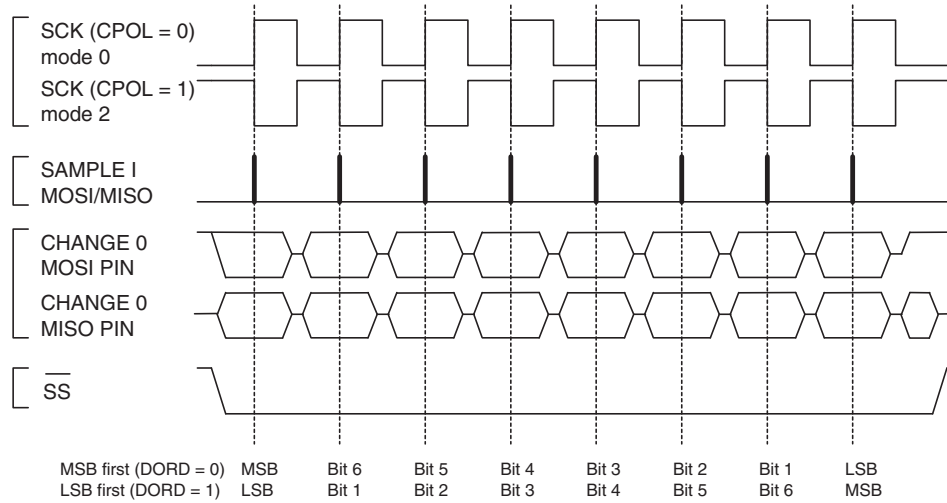 SCK (CPOL = 0)
mode 0
SCK (CPOL = 1)
mode 2
SAMPLE I
MOSI/MISO
CHANGE 0
MOSI PIN
CHANGE 0
MISO PIN
SS
MSB first (DORD = 0) MSB Bit 6 Bit 5 Bit 4 Bit 3 Bit 2 Bit 1 LSB
LSB first (DORD = 1) LSB Bit 1 Bit 2 Bit 3 Bit 4 Bit 5 Bit 6 MSB